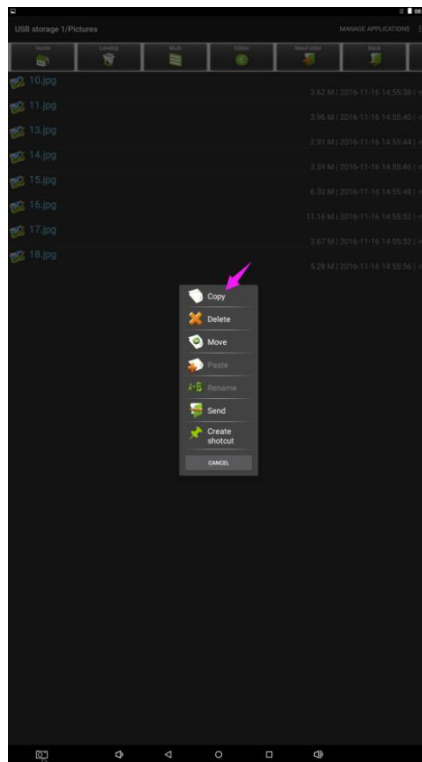 USB storage 1/Pictures
MANAGE APPLICATIONS
Home LevelUp Multi Editor NewFolder Back
10.jpg
3.62 M | 2016-11-16 14:55:38 |
11.jpg
3.96 M | 2016-11-16 14:55:40 |
13.jpg
2.91 M | 2016-11-16 14:55:44 |
14.jpg
3.39 M | 2016-11-16 14:55:46 |
15.jpg
6.30 M | 2016-11-16 14:55:48 |
16.jpg
11.16 M | 2016-11-16 14:55:52 |
17.jpg
2.67 M | 2016-11-16 14:55:52 |
18.jpg
5.28 M | 2016-11-16 14:55:56 |
Copy
Delete
Move
Paste
Rename
Send
Create
shotcut
CANCEL